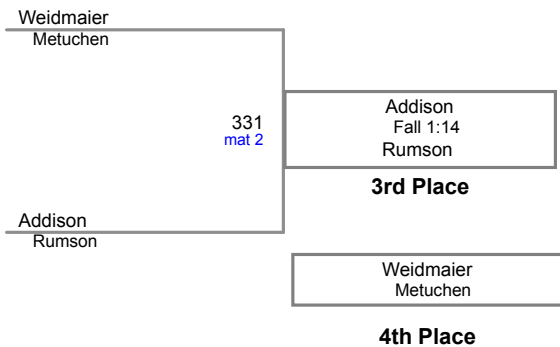 Weidmaier
Metuchen
331
mat 2
Addison
Fall 1:14
Rumson
3rd Place
Addison
Rumson
Weidmaier
Metuchen
4th Place